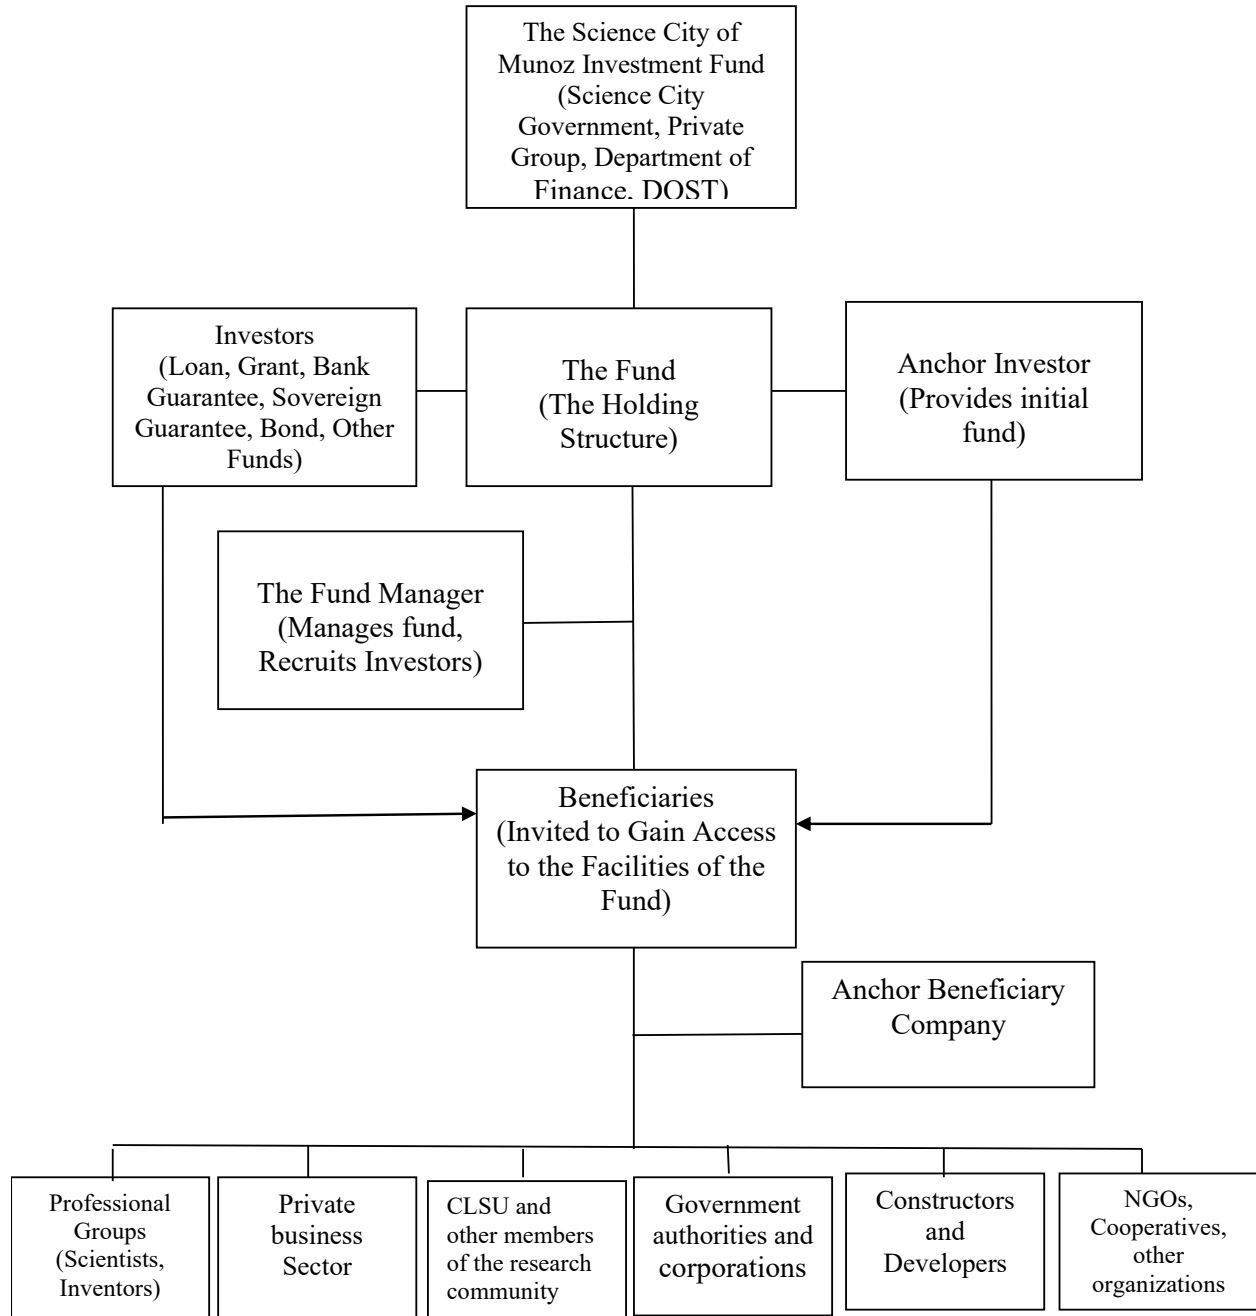 The Science City of
Munoz Investment Fund
(Science City
Government, Private
Group, Department of
Finance, DOST)
Investors
(Loan, Grant, Bank
Guarantee, Sovereign
Guarantee, Bond, Other
Funds)
The Fund
(The Holding
Structure)
Anchor Investor
(Provides initial
fund)
The Fund Manager
(Manages fund,
Recruits Investors)
Beneficiaries
(Invited to Gain Access
to the Facilities of the
Fund)
Anchor Beneficiary
Company
Professional
Groups
(Scientists,
Inventors)
Private
business
Sector
CLSU and
other members
of the research
community
Government
authorities and
corporations
Constructors
and
Developers
NGOs,
Cooperatives,
other
organizations